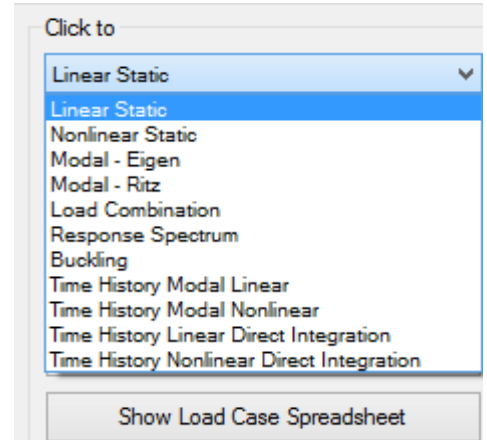 Click to
Linear Static
Linear Static
Nonlinear Static
Modal - Eigen
Modal - Ritz
Load Combination
Response Spectrum
Buckling
Time History Modal Linear
Time History Modal Nonlinear
Time History Linear Direct Integration
Time History Nonlinear Direct Integration
Show Load Case Spreadsheet